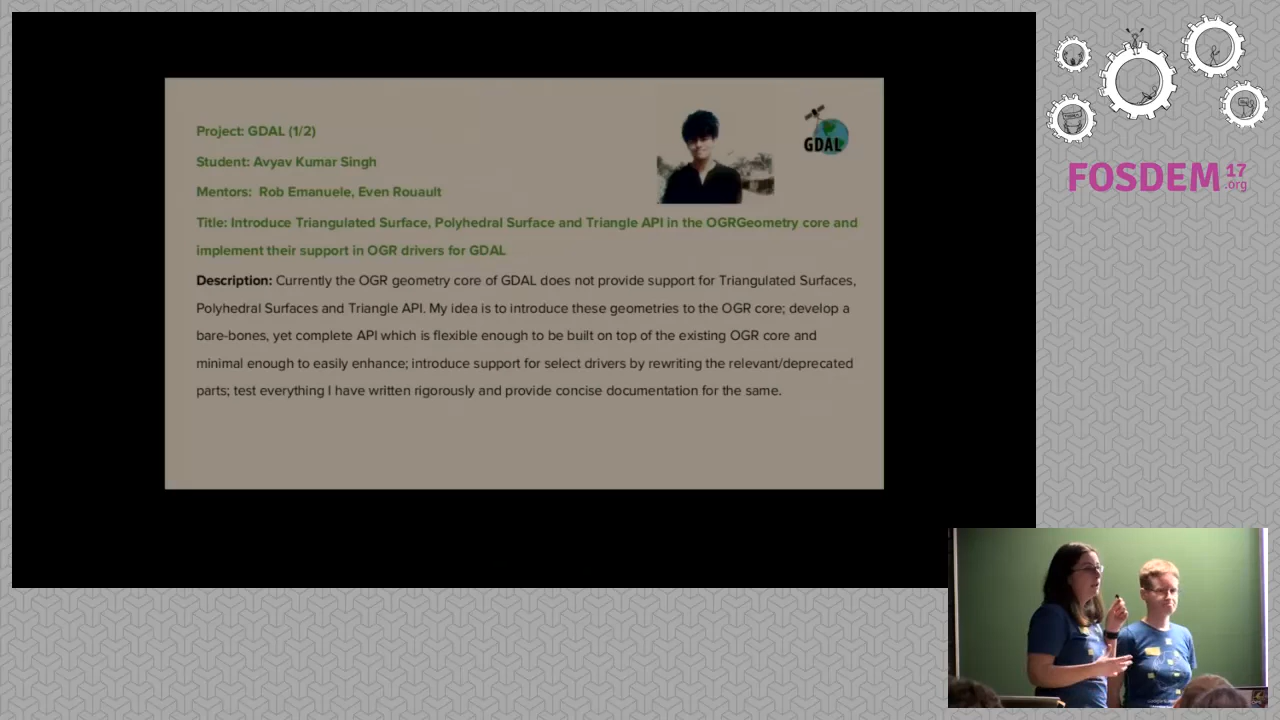 Project: GDAL (1/2)
Student: Avyav Kumar Singh
Mentors: Rob Emanuele, Even Rouault
GDAL
Title: Introduce Triangulated Surface, Polyhedral Surface and Triangle API in the OGRGeometry core and
implement their support in OGR drivers for GDAL
Description: Currently the OGR geometry core of GDAL does not provide support for Triangulated Surfaces,
Polyhedral Surfaces and Triangle API. My idea is to introduce these geometries to the OGR core; develop a
bare-bones, yet complete API which is flexible enough to be built on top of the existing OGR core and
minimal enough to easily enhance; introduce support for select drivers by rewriting the relevant/deprecated
parts; test everything I have written rigorously and provide concise documentation for the same.
FOSDEM 17
.org